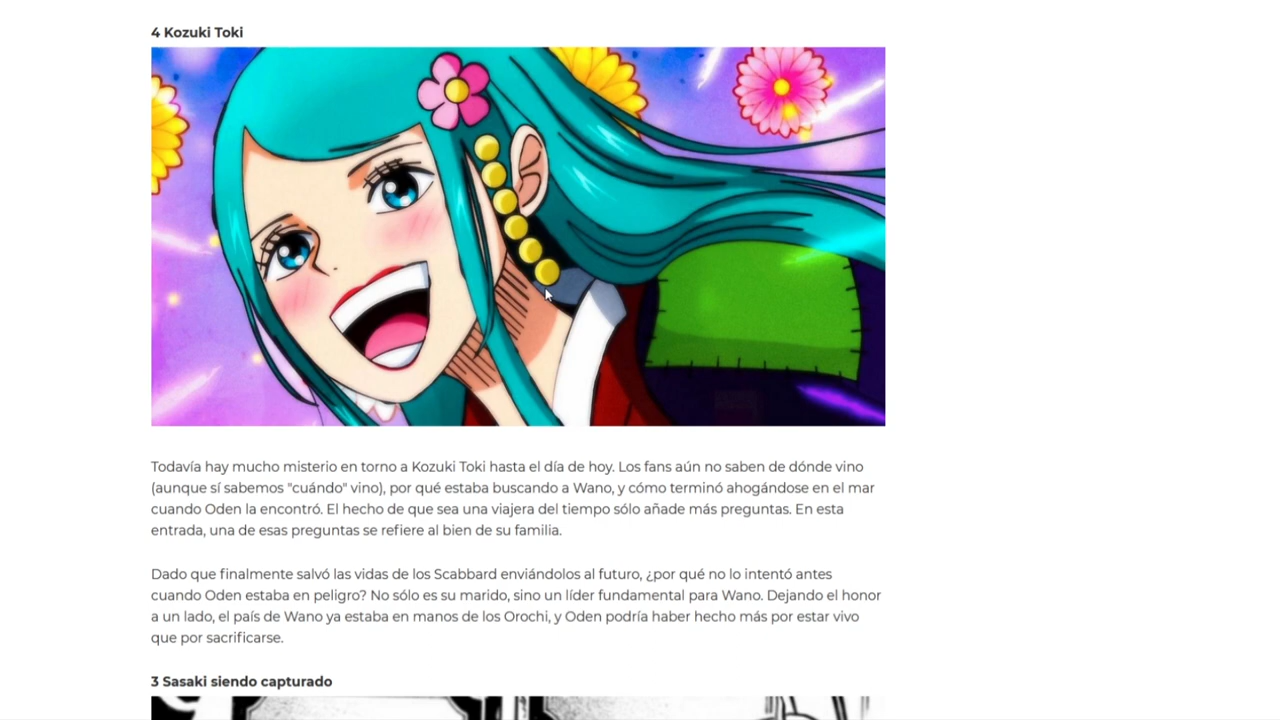 4 Kozuki Toki
Todavía hay mucho misterio en torno a Kozuki Toki hasta el día de hoy. Los fans aún no saben de dónde vino
(aunque sí sabemos "cuándo" vino), por qué estaba buscando a Wano, y cómo terminó ahogándose en el mar
cuando Oden la encontró. El hecho de que sea una viajera del tiempo sólo añade más preguntas. En esta
entrada, una de esas preguntas se refiere al bien de su familia.
Dado que finalmente salvó las vidas de los Scabbard enviándolos al futuro, ¿por qué no lo intentó antes
cuando Oden estaba en peligro? No sólo es su marido, sino un líder fundamental para Wano. Dejando el honor
a un lado, el país de Wano ya estaba en manos de los Orochi, y Oden podría haber hecho más por estar vivo
que por sacrificarse.
3 Sasaki siendo capturado